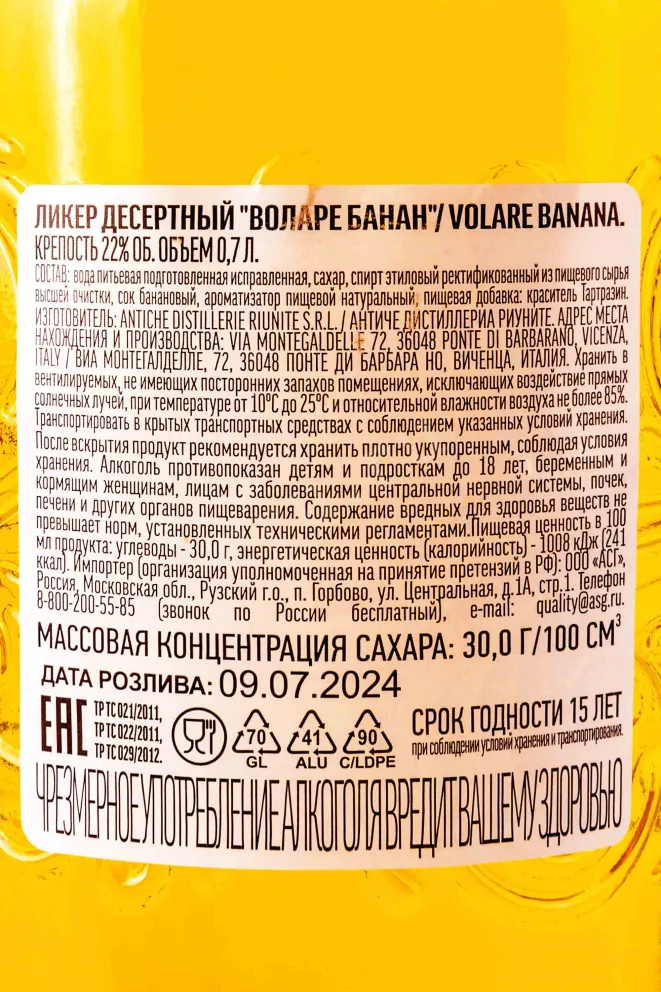 ЛИКЕР ДЕСЕРТНЫЙ "ВОЛАРЕ БАНАН"/ VOLARE BANANA.
КРЕПОСТЬ 22% ОБ. ОБЪЕМ 0,7 Л.
СОСТАВ: вода питьевая подготовленная исправленная, сахар, спирт этиловый ректификованный из пищевого сырья
высшей очистки, сок банановый, ароматизатор пищевой натуральный, пищевая добавка: краситель Тартразин.
ИЗГОТОВИТЕЛЬ: ANTICHE DISTILLERIE RIUNITE S.R.L. / АНТИЧЕ ДИСТИЛЛЕРИА РИУНИТЕ. АДРЕС МЕСТА
НАХОЖДЕНИЯ И ПРОИЗВОДСТВА: VIA MONTEGALDELLE 72, 36048 PONTE DI BARBARANO, VICENZA,
ITALY / ВИА МОНТЕГАЛДЕЛЛЕ, 72, 36048 ПОНТЕ ДИ БАРБАРА НО, ВИЧЕНЦА, ИТАЛИЯ. Хранить в
вентилируемых, не имеющих посторонних запахов помещениях, исключающих воздействие прямых
солнечных лучей, при температуре от 10°С до 25°С и относительной влажности воздуха не более 85%.
Транспортировать в крытых транспортных средствах с соблюдением указанных условий хранения.
После вскрытия продукт рекомендуется хранить плотно укупоренным, соблюдая условия
хранения. Алкоголь противопоказан детям и подросткам до 18 лет, беременным и
кормящим женщинам, лицам с заболеваниями центральной нервной системы, почек,
печени и других органов пищеварения. Содержание вредных для здоровья веществ не
превышает норм, установленных техническими регламентами.Пищевая ценность в 100
мл продукта: углеводы - 30,0 г, энергетическая ценность (калорийность) - 1008 кДж (241
ккал). Импортер (организация уполномоченная на принятие претензий в РФ): ООО «АСГ»,
Россия, Московская обл., Рузский г.о., п. Горбово, ул. Центральная, д.1А, стр.1. Телефон
8-800-200-55-85 (звонок по России бесплатный), e-mail: quality@asg.ru.
МАССОВАЯ КОНЦЕНТРАЦИЯ САХАРА: 30,0 Г/100 СМ³
ДАТА РОЗЛИВА: 09.07.2024
ЕАС ТР ТС 021/2011,
ТР ТС 022/2011,
ТР ТС 029/2012.
70 GL
41 ALU
90 C/LDPE
СРОК ГОДНОСТИ 15 ЛЕТ
при соблюдении условий хранения и транспортирования.
ЧРЕЗМЕРНОЕ УПОТРЕБЛЕНИЕ АЛКОГОЛЯ ВРЕДИТ ВАШЕМУ ЗДОРОВЬЮ